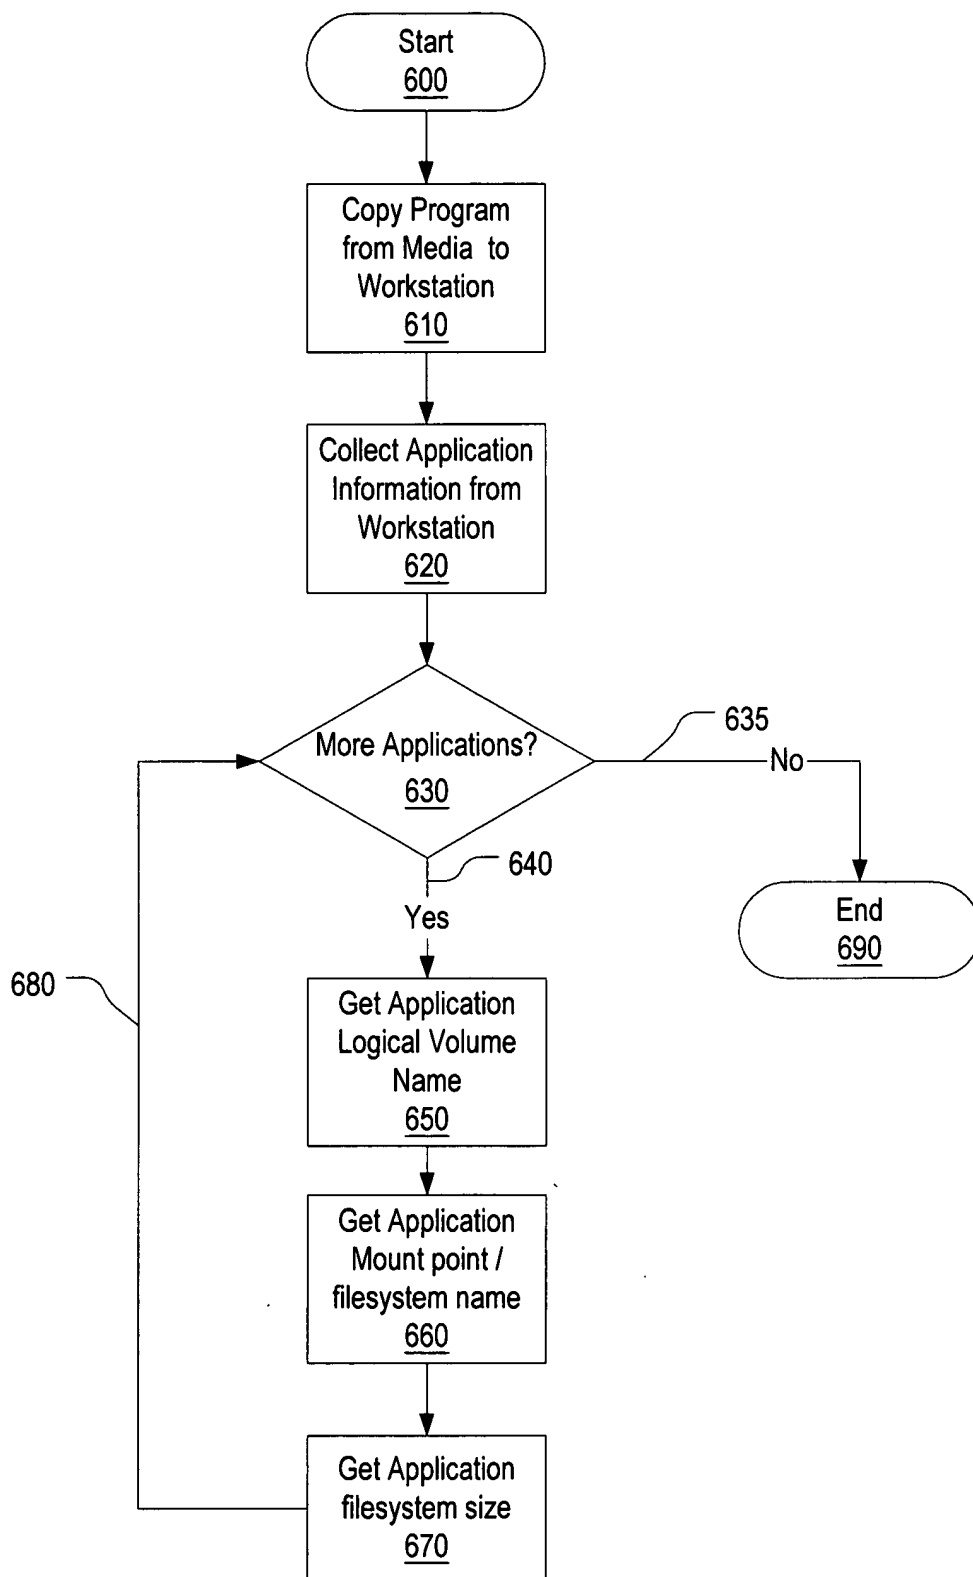 Start
600
Copy Program
from Media to
Workstation
610
Collect Application
Information from
Workstation
620
More Applications?
630
635
No
640
Yes
End
690
680
Get Application
Logical Volume
Name
650
Get Application
Mount point /
filesystem name
660
Get Application
filesystem size
670